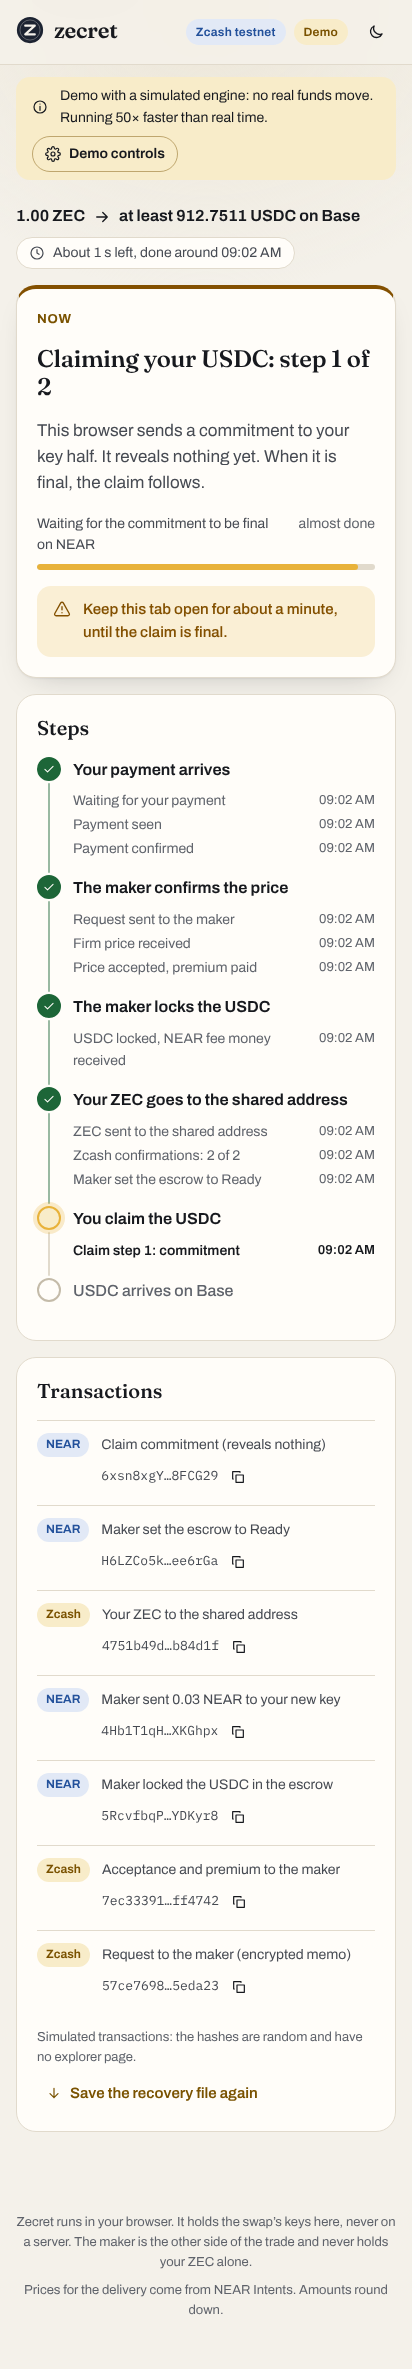 zecret
Zcash testnet
Demo
Demo with a simulated engine: no real funds move.
Running 50× faster than real time.
Demo controls
1.00 ZEC → at least 912.7511 USDC on Base
About 1 s left, done around 09:02 AM
NOW
Claiming your USDC: step 1 of
2
This browser sends a commitment to your
key half. It reveals nothing yet. When it is
final, the claim follows.
Waiting for the commitment to be final almost done
on NEAR
Keep this tab open for about a minute,
until the claim is final.
Steps
Your payment arrives
Waiting for your payment 09:02 AM
Payment seen 09:02 AM
Payment confirmed 09:02 AM
The maker confirms the price
Request sent to the maker 09:02 AM
Firm price received 09:02 AM
Price accepted, premium paid 09:02 AM
The maker locks the USDC
USDC locked, NEAR fee money 09:02 AM
received
Your ZEC goes to the shared address
ZEC sent to the shared address 09:02 AM
Zcash confirmations: 2 of 2 09:02 AM
Maker set the escrow to Ready 09:02 AM
You claim the USDC
Claim step 1: commitment 09:02 AM
USDC arrives on Base
Transactions
NEAR Claim commitment (reveals nothing)
6xsn8xgY…8FCG29
NEAR Maker set the escrow to Ready
H6LZCo5k…ee6rGa
Zcash Your ZEC to the shared address
4751b49d…b84d1f
NEAR Maker sent 0.03 NEAR to your new key
4Hb1T1qH…XKGhpx
NEAR Maker locked the USDC in the escrow
5RcvfbqP…YDKyr8
Zcash Acceptance and premium to the maker
7ec33391…ff4742
Zcash Request to the maker (encrypted memo)
57ce7698…5eda23
Simulated transactions: the hashes are random and have
no explorer page.
Save the recovery file again
Zecret runs in your browser. It holds the swap's keys here, never on
a server. The maker is the other side of the trade and never holds
your ZEC alone.
Prices for the delivery come from NEAR Intents. Amounts round
down.